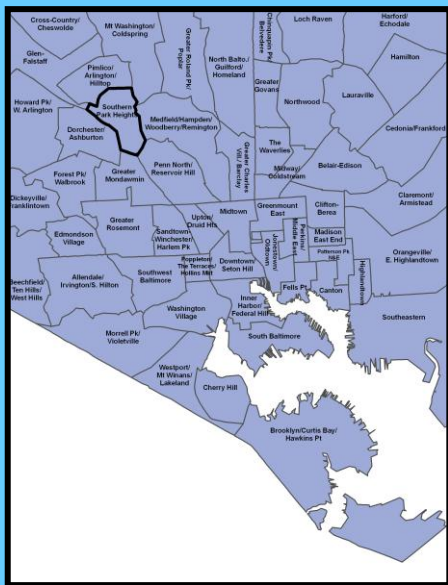 Cross-Country/
Cheswolde
Mt Washington/
Coldspring
Greater Roland Pk/
Poplar
North Balto./
Guilford/
Homeland
Chinquapin Pk/
Belvedere
Loch Raven
Harford/
Echodale
Glen-
Falstaff
Pimlico/
Arlington/
Hilltop
Greater
Govans
Northwood
Lauraville
Hamilton
Howard Pk/
W. Arlington
Southern
Park Heights
Dorchester/
Ashburton
Medfield/Hampden/
Woodberry/Remington
The
Waverlies
Cedonia/Frankford
Forest Pk/
Walbrook
Greater
Mondawmin
Penn North/
Reservoir Hill
Greater Charles
Vill./ Barclay
Midway/
Coldstream
Belair-Edison
Claremont/
Armistead
Dickeyville/
Franklintown
Greater
Rosemont
Upton/
Druid Hts
Midtown
Greenmount
East
Clifton-
Berea
Edmondson
Village
Sandtown-
Winchester/
Harlem Pk
Jonestown/
Oldtown
Perkins/
Middle East
Madison
East End
Orangeville/
E. Highlandtown
Beechfield/
Ten Hills/
West Hills
Allendale/
Irvington/S. Hilton
Southwest
Baltimore
Poppleton/
The Terraces/
Hollins Mkt
Downtown
Seton Hill
Patterson Pk
N&E
Highlandtown
Fells Pt
Canton
Washington
Village
Inner
Harbor/
Federal Hill
Southeastern
Morrell Pk/
Violetville
South Baltimore
Westport/
Mt Winans/
Lakeland
Cherry Hill
Brooklyn/Curtis Bay/
Hawkins Pt